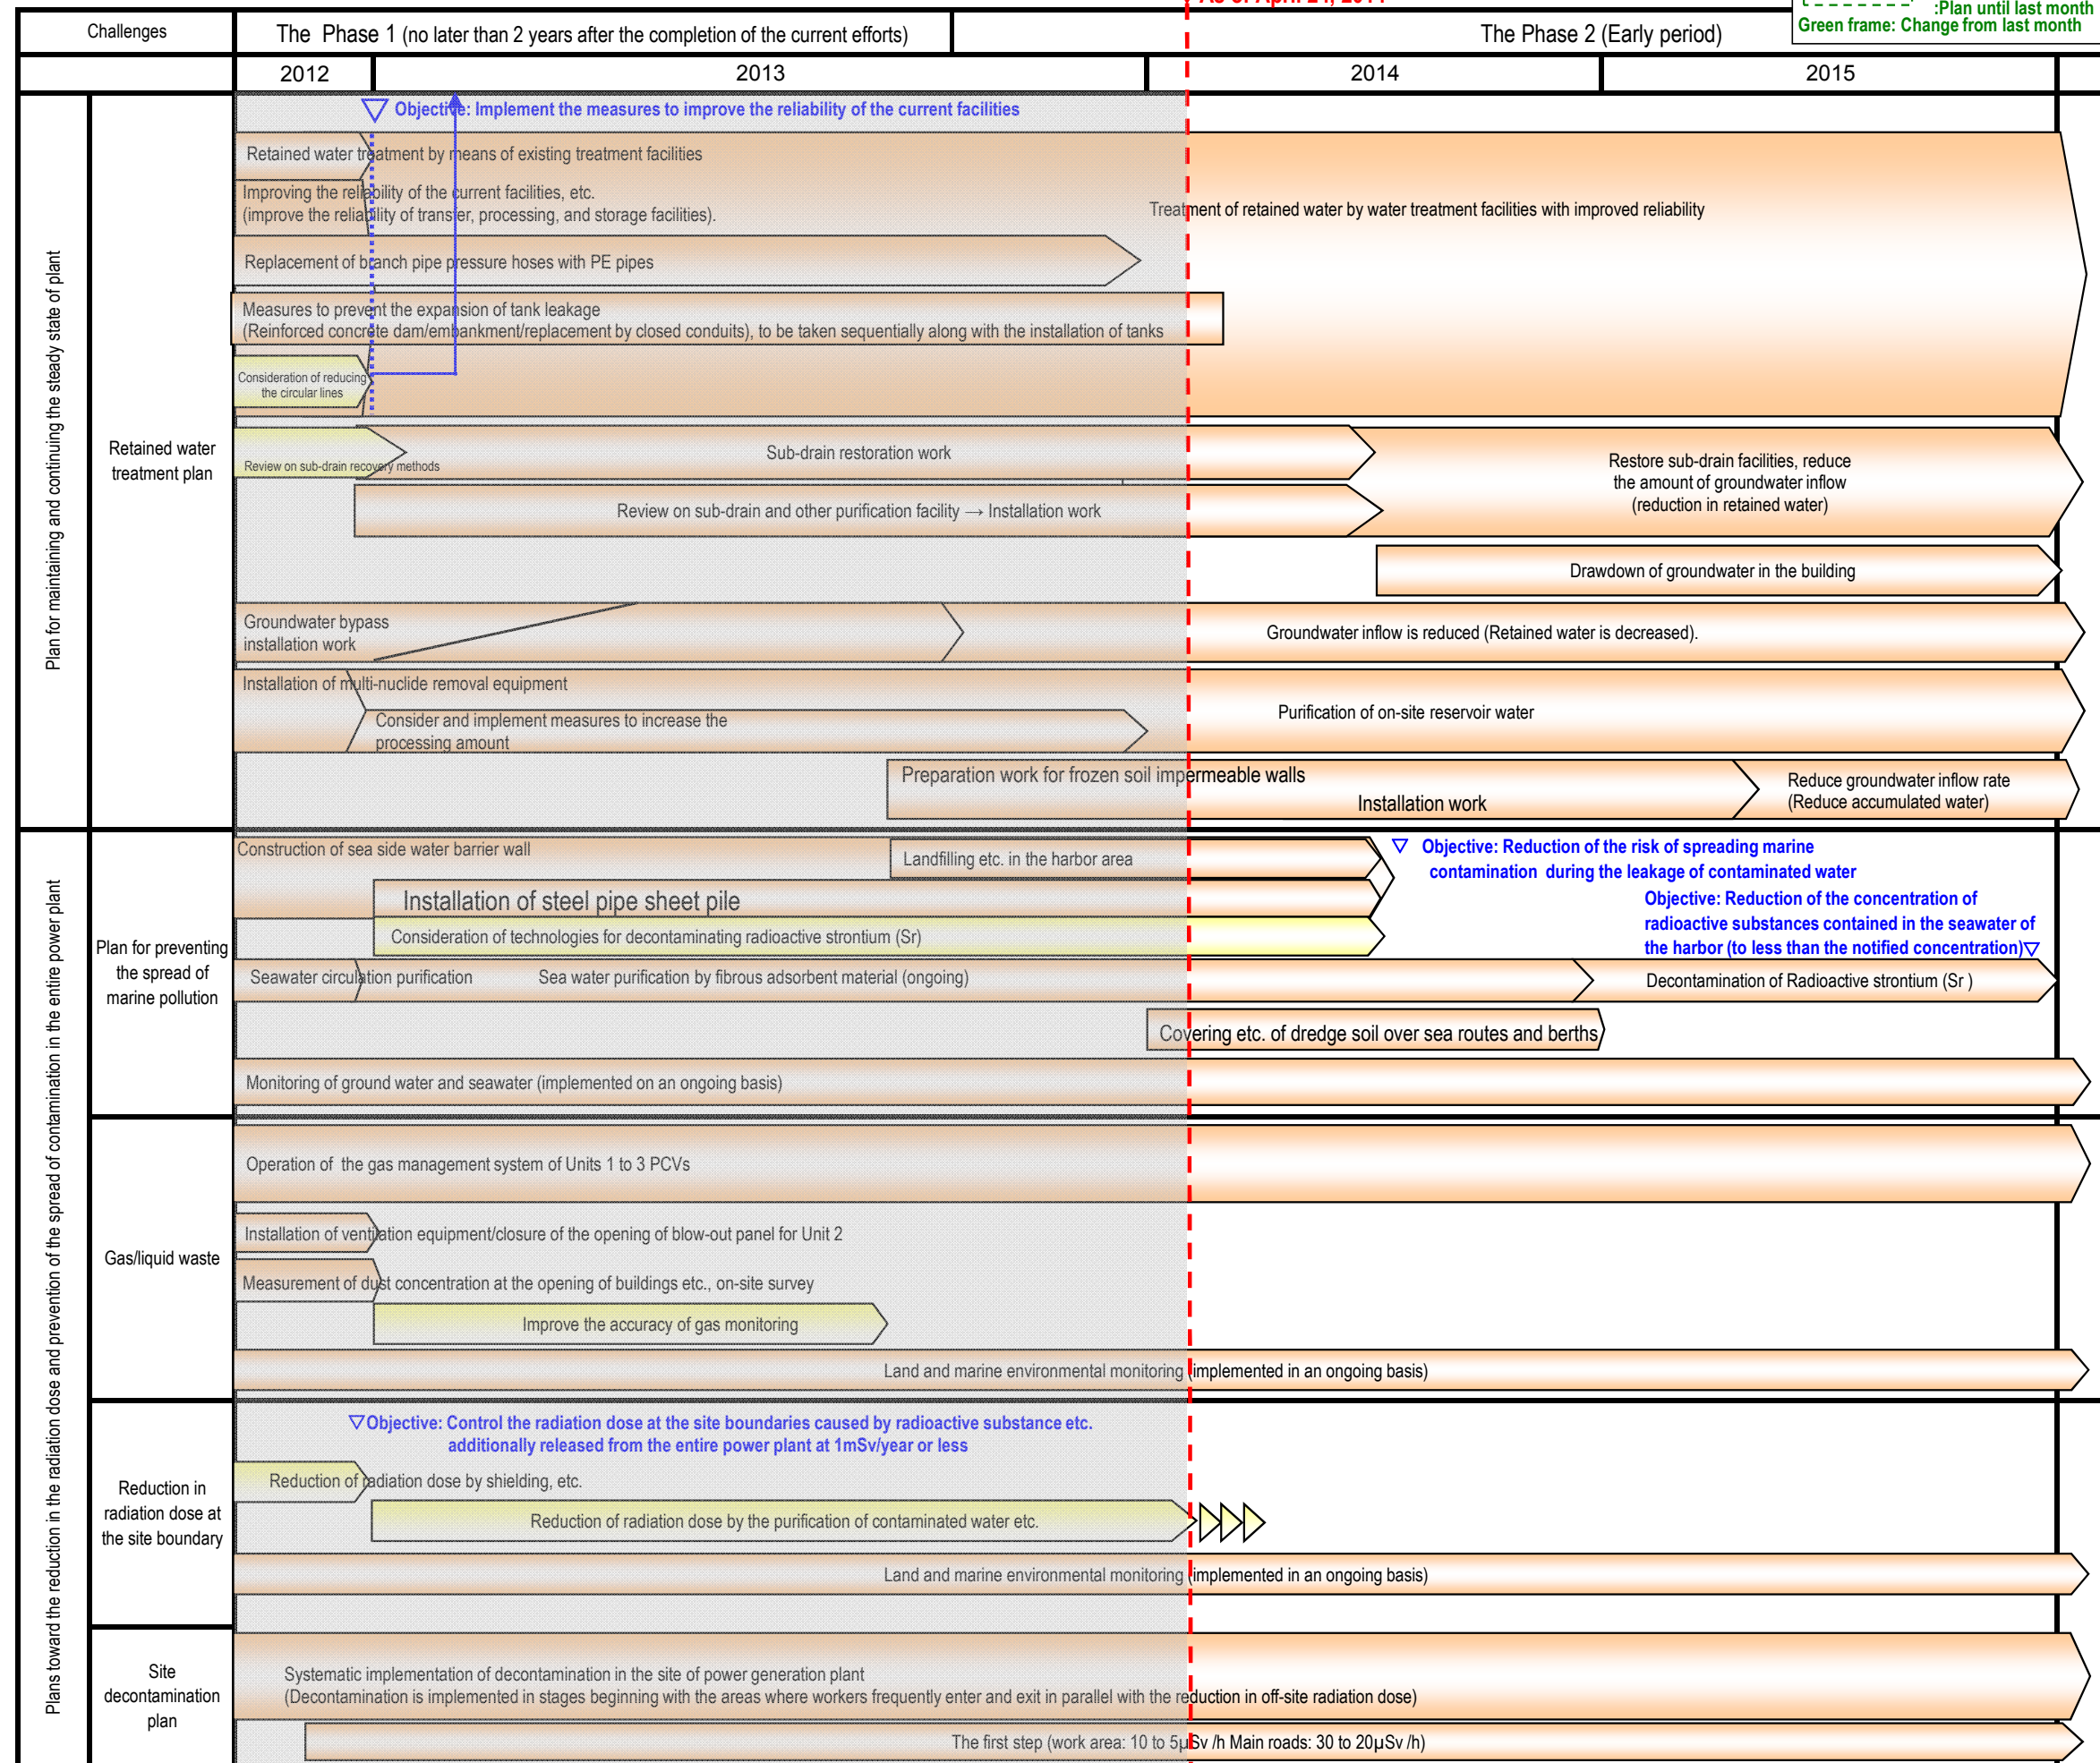 As of April 24, 2014
:Plan until last month
Green frame: Change from last month
Challenges
The Phase 1 (no later than 2 years after the completion of the current efforts)
The Phase 2 (Early period)
2012
2013
2014
2015
Plan for maintaining and continuing the steady state of plant
Retained water
treatment plan
Objective: Implement the measures to improve the reliability of the current facilities
Retained water treatment by means of existing treatment facilities
Improving the reliability of the current facilities, etc.
(improve the reliability of transfer, processing, and storage facilities).
Treatment of retained water by water treatment facilities with improved reliability
Replacement of branch pipe pressure hoses with PE pipes
Measures to prevent the expansion of tank leakage
(Reinforced concrete dam/embankment/replacement by closed conduits), to be taken sequentially along with the installation of tanks
Consideration of reducing
the circular lines
Review on sub-drain recovery methods
Sub-drain restoration work
Review on sub-drain and other purification facility → Installation work
Restore sub-drain facilities, reduce
the amount of groundwater inflow
(reduction in retained water)
Drawdown of groundwater in the building
Groundwater bypass
installation work
Groundwater inflow is reduced (Retained water is decreased).
Installation of multi-nuclide removal equipment
Consider and implement measures to increase the
processing amount
Purification of on-site reservoir water
Preparation work for frozen soil impermeable walls
Installation work
Reduce groundwater inflow rate
(Reduce accumulated water)
Plans toward the reduction in the radiation dose and prevention of the spread of contamination in the entire power plant
Plan for preventing
the spread of
marine pollution
Construction of sea side water barrier wall
Landfilling etc. in the harbor area
Installation of steel pipe sheet pile
Consideration of technologies for decontaminating radioactive strontium (Sr)
Objective: Reduction of the risk of spreading marine
contamination during the leakage of contaminated water
Objective: Reduction of the concentration of
radioactive substances contained in the seawater of
the harbor (to less than the notified concentration)
Seawater circulation purification
Sea water purification by fibrous adsorbent material (ongoing)
Decontamination of Radioactive strontium (Sr )
Covering etc. of dredge soil over sea routes and berths
Monitoring of ground water and seawater (implemented on an ongoing basis)
Gas/liquid waste
Operation of the gas management system of Units 1 to 3 PCVs
Installation of ventilation equipment/closure of the opening of blow-out panel for Unit 2
Measurement of dust concentration at the opening of buildings etc., on-site survey
Improve the accuracy of gas monitoring
Land and marine environmental monitoring (implemented in an ongoing basis)
Reduction in
radiation dose at
the site boundary
Objective: Control the radiation dose at the site boundaries caused by radioactive substance etc.
additionally released from the entire power plant at 1mSv/year or less
Reduction of radiation dose by shielding, etc.
Reduction of radiation dose by the purification of contaminated water etc.
Land and marine environmental monitoring (implemented in an ongoing basis)
Site
decontamination
plan
Systematic implementation of decontamination in the site of power generation plant
(Decontamination is implemented in stages beginning with the areas where workers frequently enter and exit in parallel with the reduction in off-site radiation dose)
The first step (work area: 10 to 5μSv /h Main roads: 30 to 20μSv /h)